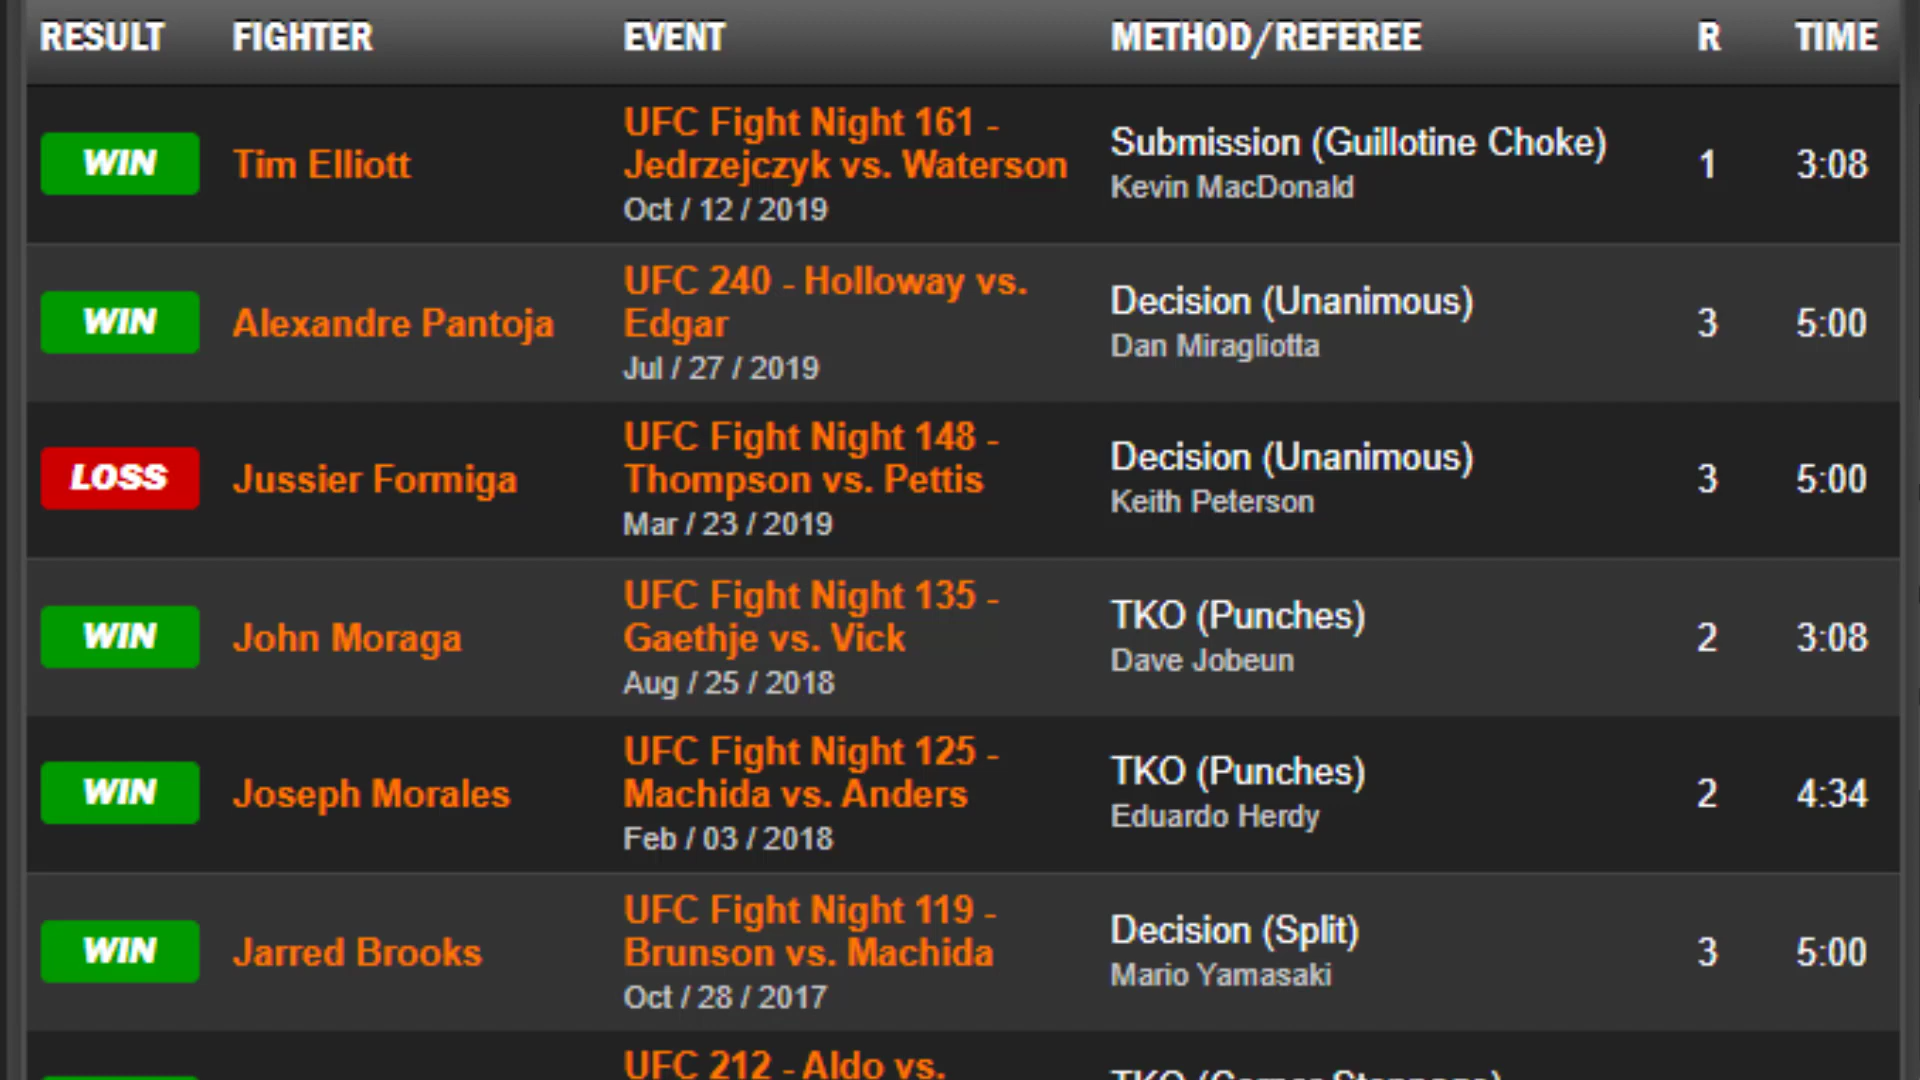 RESULT FIGHTER EVENT METHOD/REFEREE R TIME
WIN Tim Elliott UFC Fight Night 161 - Jedrzejczyk vs. Waterson Oct / 12 / 2019 Submission (Guillotine Choke) Kevin MacDonald 1 3:08
WIN Alexandre Pantoja UFC 240 - Holloway vs. Edgar Jul / 27 / 2019 Decision (Unanimous) Dan Miragliotta 3 5:00
LOSS Jussier Formiga UFC Fight Night 148 - Thompson vs. Pettis Mar / 23 / 2019 Decision (Unanimous) Keith Peterson 3 5:00
WIN John Moraga UFC Fight Night 135 - Gaethje vs. Vick Aug / 25 / 2018 TKO (Punches) Dave Jobeun 2 3:08
WIN Joseph Morales UFC Fight Night 125 - Machida vs. Anders Feb / 03 / 2018 TKO (Punches) Eduardo Herdy 2 4:34
WIN Jarred Brooks UFC Fight Night 119 - Brunson vs. Machida Oct / 28 / 2017 Decision (Split) Mario Yamasaki 3 5:00
UFC 212 - Aldo vs. TKO (Corner Stoppage)